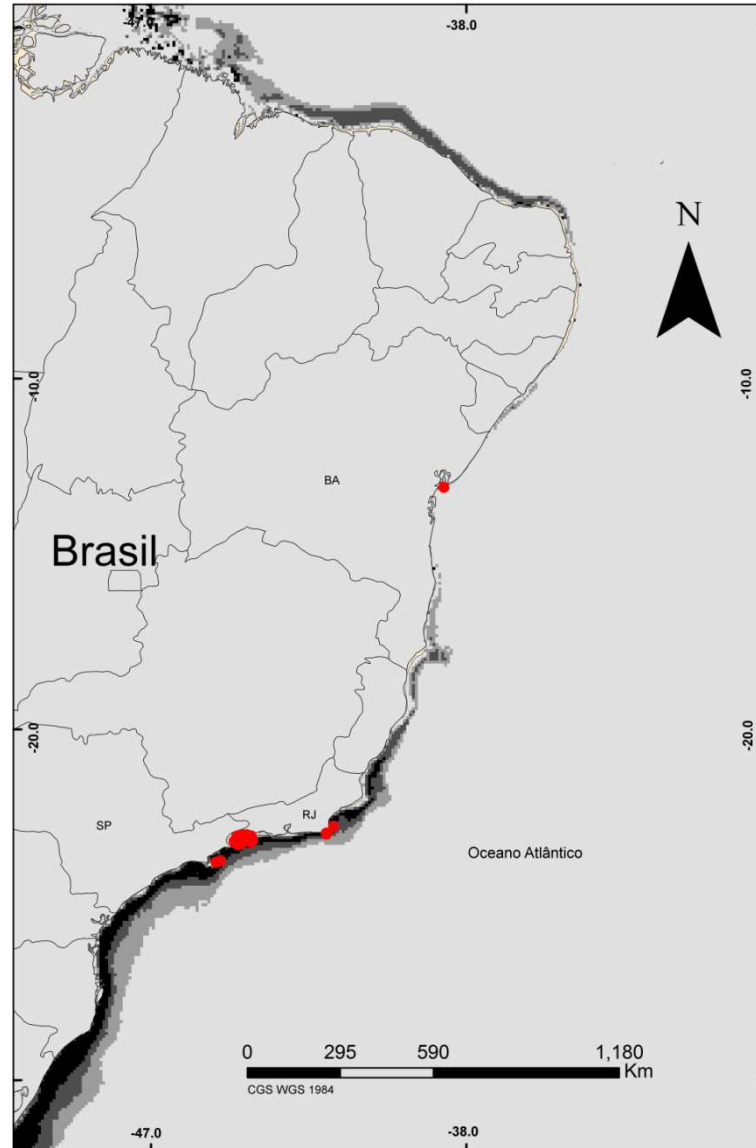 -47.0
-38.0
N
-10.0
-10.0
BA
Brasil
-20.0
-20.0
RJ
SP
Oceano Atlântico
0 295 590 1,180
Km
CGS WGS 1984
-47.0
-38.0